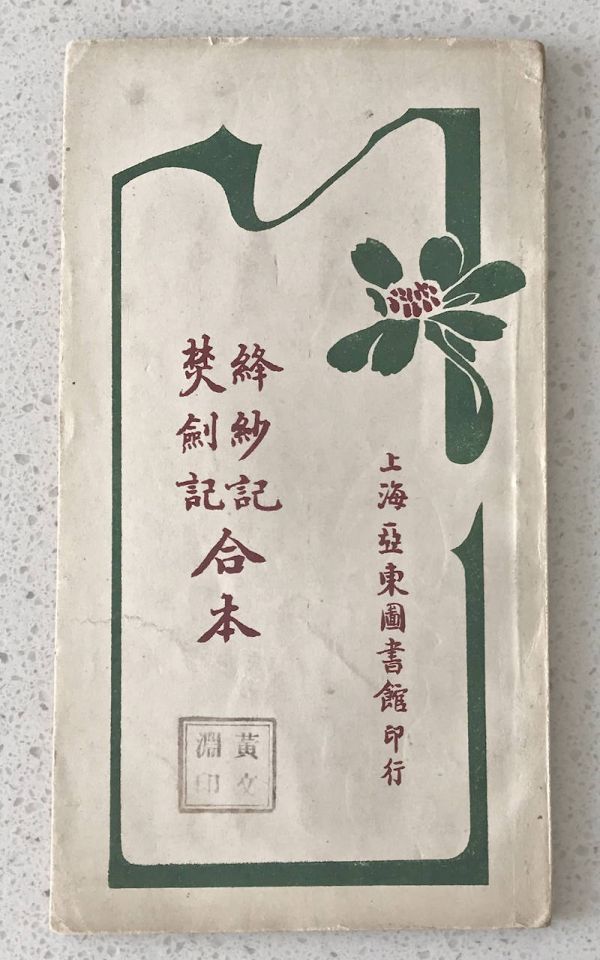 上海亞東圖書館印行
絳紗記
焚劍記
合本
黃文
淵印